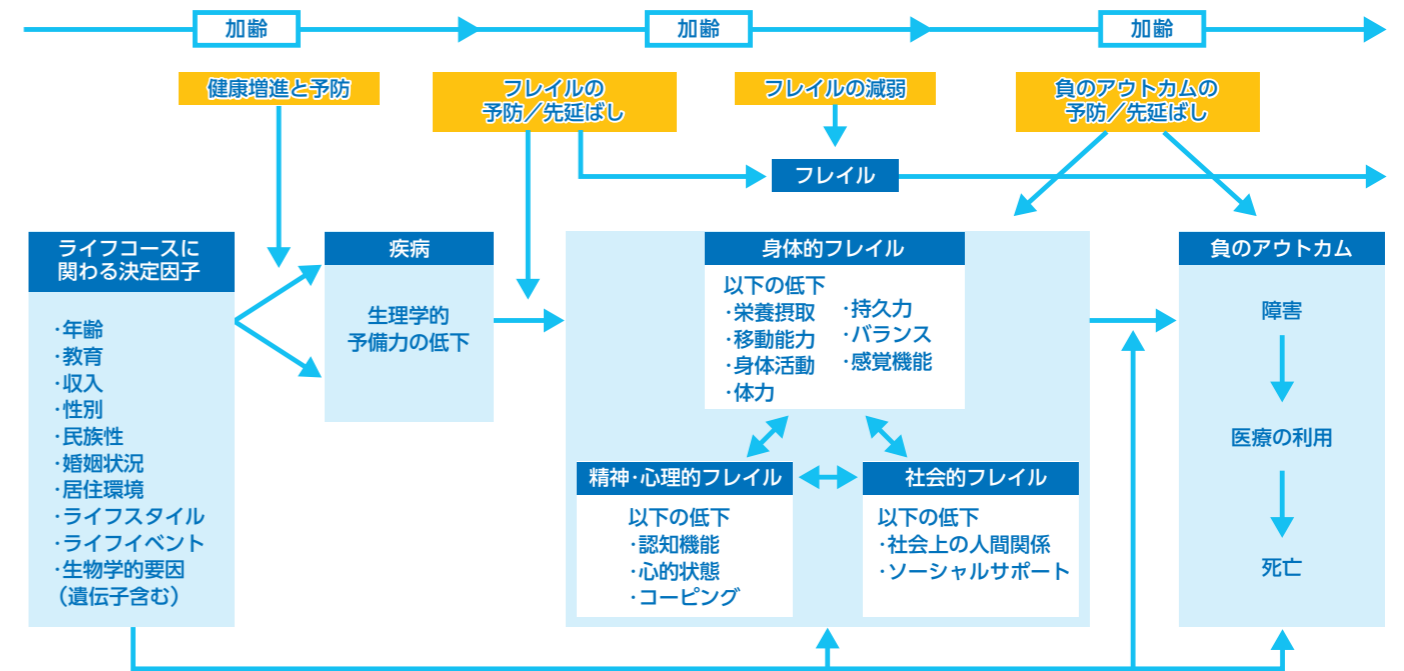 加齢
加齢
加齢
健康増進と予防
フレイルの
予防／先延ばし
フレイルの減弱
負のアウトカムの
予防／先延ばし
フレイル
ライフコースに
関わる決定因子
･年齢
･教育
･収入
･性別
･民族性
･婚姻状況
･居住環境
･ライフスタイル
･ライフイベント
･生物学的要因
（遺伝子含む）
疾病
生理学的
予備力の低下
身体的フレイル
以下の低下
･栄養摂取
･移動能力
･身体活動
･体力
･持久力
･バランス
･感覚機能
精神･心理的フレイル
以下の低下
･認知機能
･心的状態
･コーピング
社会的フレイル
以下の低下
･社会上の人間関係
･ソーシャルサポート
負のアウトカム
障害
医療の利用
死亡